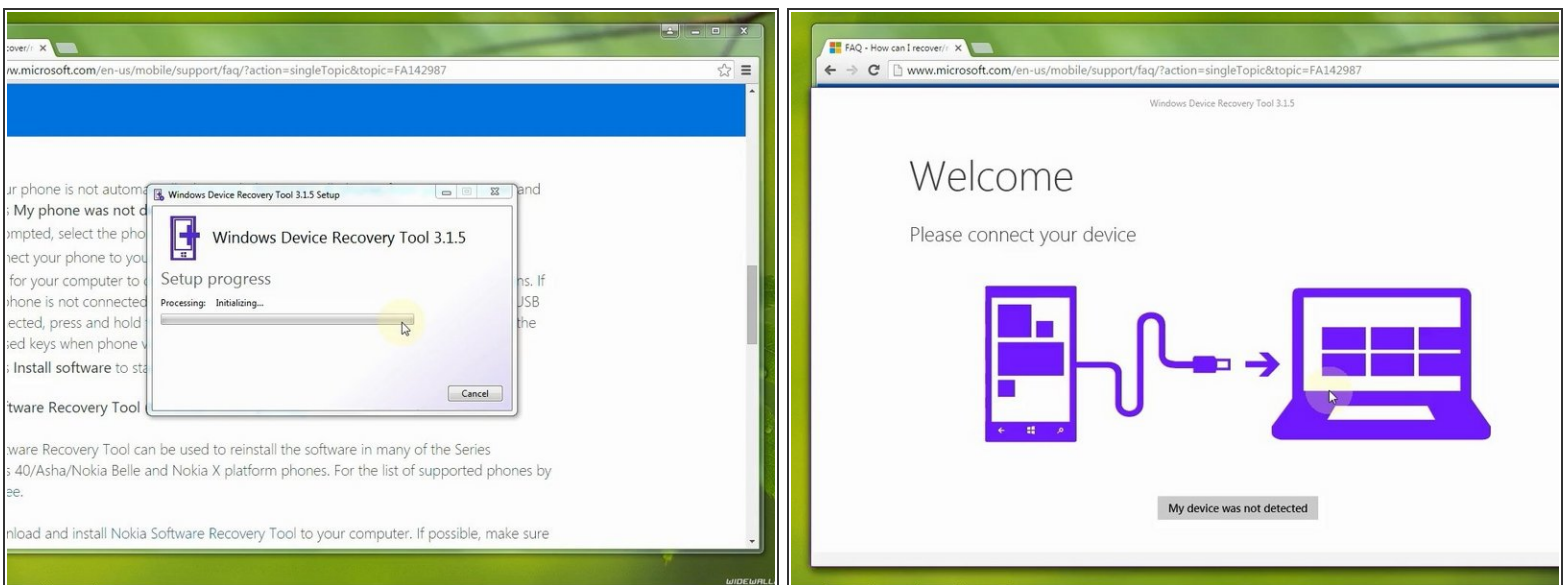 cover/r
w.microsoft.com/en-us/mobile/support/faq/?action=singleTopic&topic=FA142987
ur phone is not automa
and
My phone was not d
ompted, select the pho
nect your phone to you
for your computer to
ns. If
phone is not connected
USB
ected, press and hold
the
sed keys when phone
Install software to sta
ftware Recovery Tool
Windows Device Recovery Tool 3.1.5 Setup
Windows Device Recovery Tool 3.1.5
Setup progress
Processing: Initializing...
Cancel
ware Recovery Tool can be used to reinstall the software in many of the Series
s 40/Asha/Nokia Belle and Nokia X platform phones. For the list of supported phones by
ee.
nload and install Nokia Software Recovery Tool to your computer. If possible, make sure
FAQ - How can I recover/r
www.microsoft.com/en-us/mobile/support/faq/?action=singleTopic&topic=FA142987
Windows Device Recovery Tool 3.1.5
Welcome
Please connect your device
My device was not detected